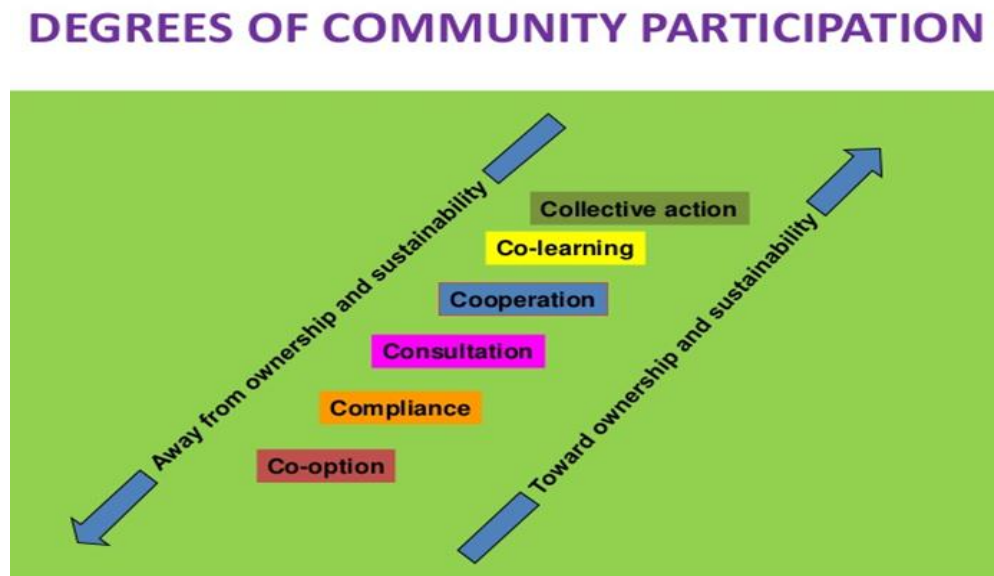 DEGREES OF COMMUNITY PARTICIPATION
Away from ownership and sustainability
Collective action
Co-learning
Cooperation
Consultation
Compliance
Co-option
Toward ownership and sustainability